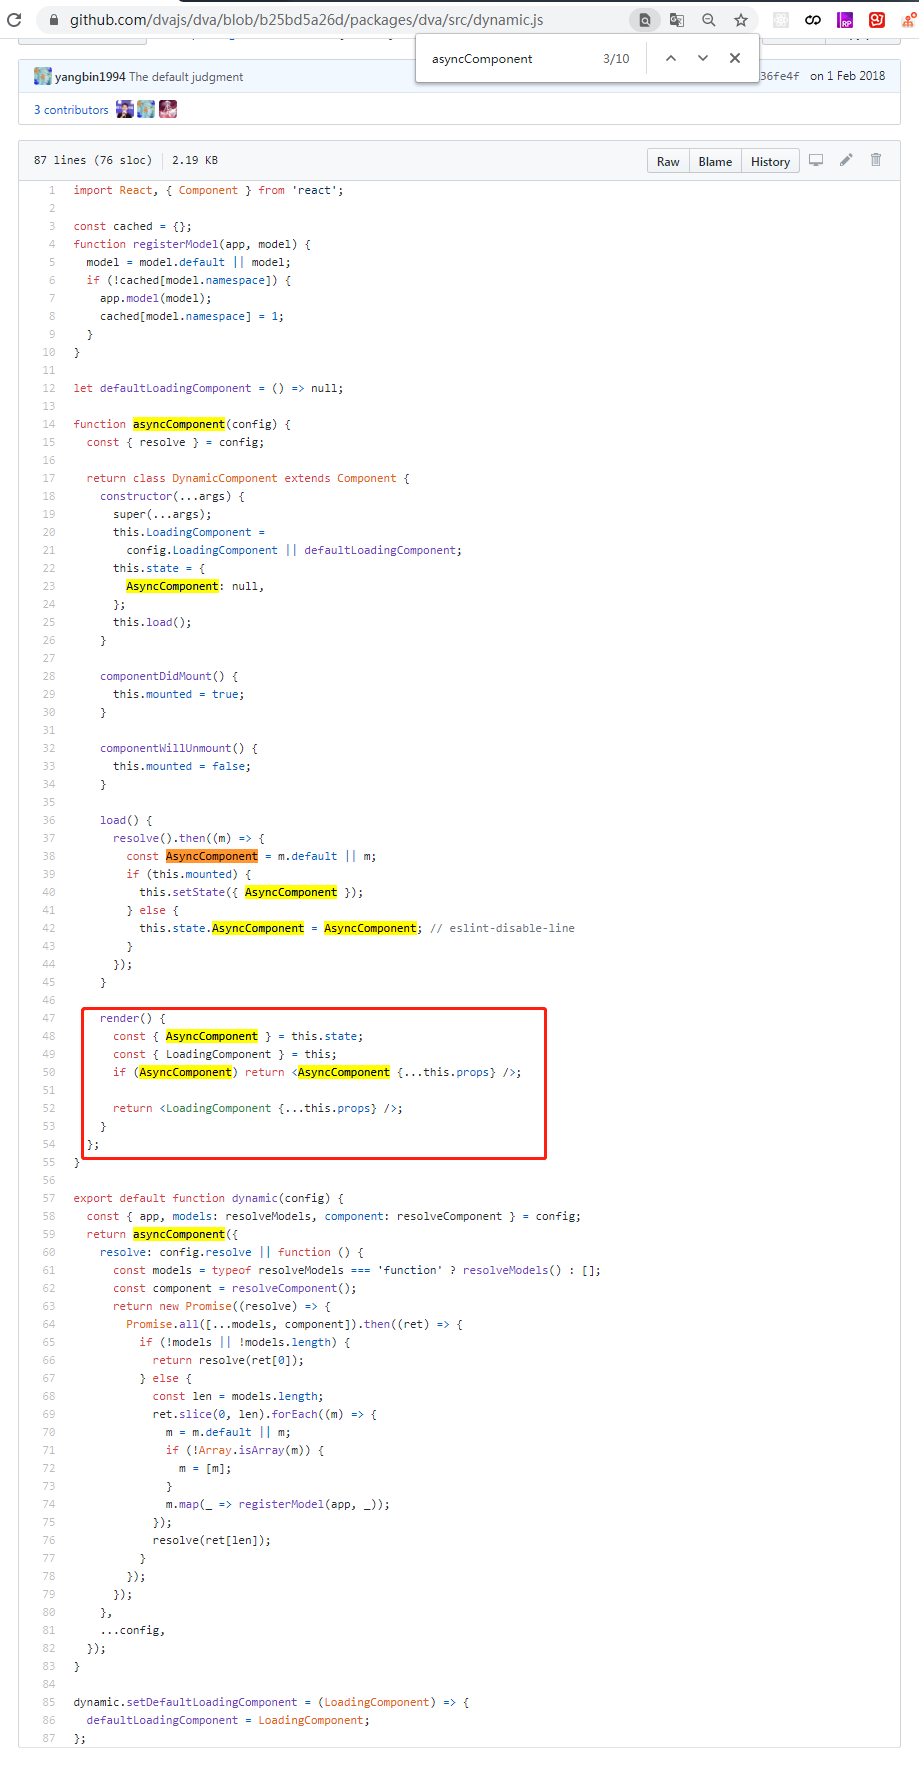 github.com/dvajs/dva/blob/b25bd5a26d/packages/dva/src/dynamic.js
asyncComponent 3/10
yangbin1994 The default judgment 36fe4f on 1 Feb 2018
3 contributors
87 lines (76 sloc) 2.19 KB Raw Blame History
1 import React, { Component } from 'react';
2
3 const cached = {};
4 function registerModel(app, model) {
5 model = model.default || model;
6 if (!cached[model.namespace]) {
7 app.model(model);
8 cached[model.namespace] = 1;
9 }
10 }
11
12 let defaultLoadingComponent = () => null;
13
14 function asyncComponent(config) {
15 const { resolve } = config;
16
17 return class DynamicComponent extends Component {
18 constructor(...args) {
19 super(...args);
20 this.LoadingComponent =
21 config.LoadingComponent || defaultLoadingComponent;
22 this.state = {
23 AsyncComponent: null,
24 };
25 this.load();
26 }
27
28 componentDidMount() {
29 this.mounted = true;
30 }
31
32 componentWillUnmount() {
33 this.mounted = false;
34 }
35
36 load() {
37 resolve().then((m) => {
38 const AsyncComponent = m.default || m;
39 if (this.mounted) {
40 this.setState({ AsyncComponent });
41 } else {
42 this.state.AsyncComponent = AsyncComponent; // eslint-disable-line
43 }
44 });
45 }
46
47 render() {
48 const { AsyncComponent } = this.state;
49 const { LoadingComponent } = this;
50 if (AsyncComponent) return <AsyncComponent {...this.props} />;
51
52 return <LoadingComponent {...this.props} />;
53 }
54 };
55 }
56
57 export default function dynamic(config) {
58 const { app, models: resolveModels, component: resolveComponent } = config;
59 return asyncComponent({
60 resolve: config.resolve || function () {
61 const models = typeof resolveModels === 'function' ? resolveModels() : [];
62 const component = resolveComponent();
63 return new Promise((resolve) => {
64 Promise.all([...models, component]).then((ret) => {
65 if (!models || !models.length) {
66 return resolve(ret[0]);
67 } else {
68 const len = models.length;
69 ret.slice(0, len).forEach((m) => {
70 m = m.default || m;
71 if (!Array.isArray(m)) {
72 m = [m];
73 }
74 m.map(_ => registerModel(app, _));
75 });
76 resolve(ret[len]);
77 }
78 });
79 });
80 },
81 ...config,
82 });
83 }
84
85 dynamic.setDefaultLoadingComponent = (LoadingComponent) => {
86 defaultLoadingComponent = LoadingComponent;
87 };